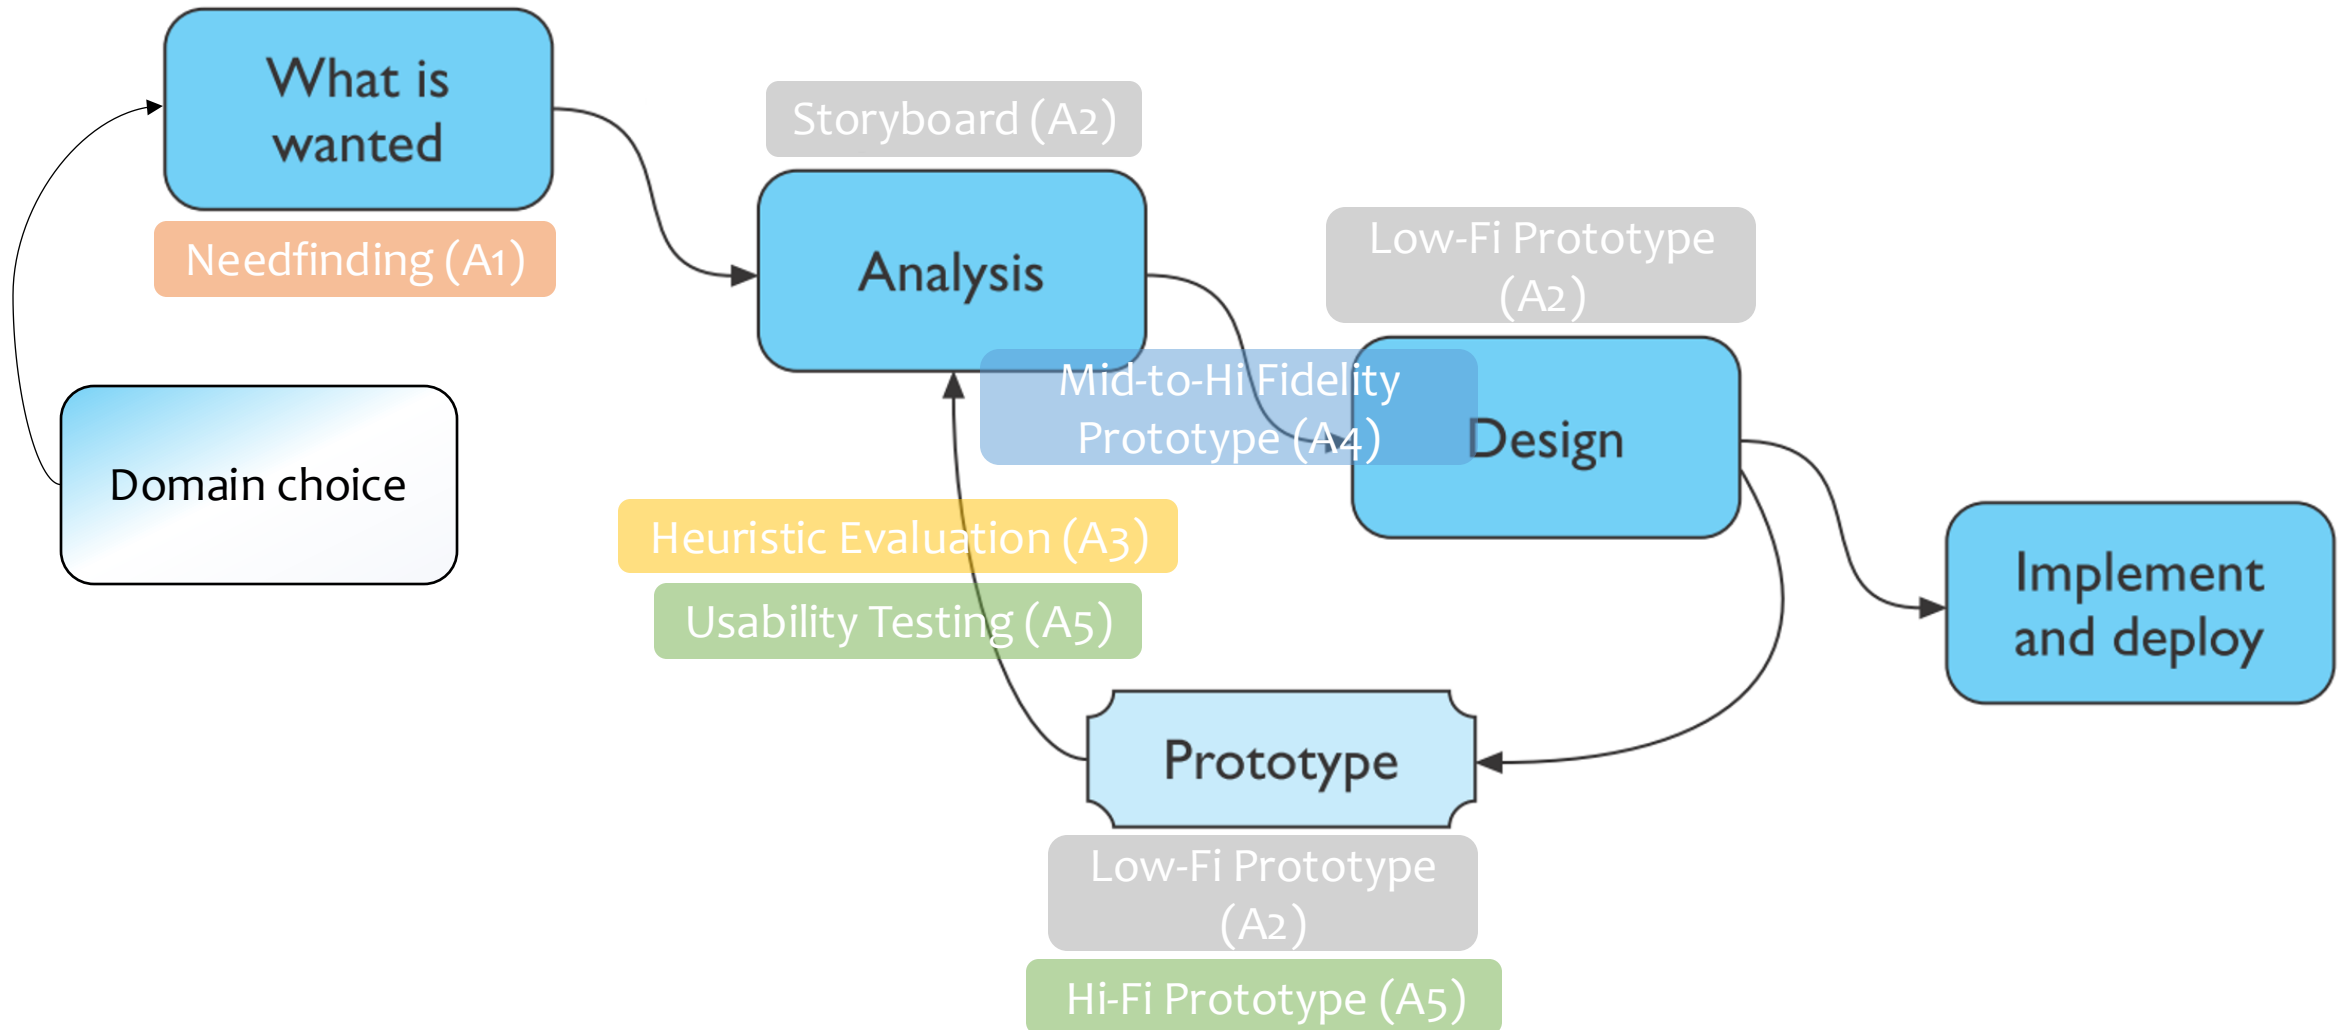 What is
wanted
Needfinding (A1)
Domain choice
Storyboard (A2)
Analysis
Low-Fi Prototype
(A2)
Mid-to-Hi Fidelity
Prototype (A4)
Design
Heuristic Evaluation (A3)
Usability Testing (A5)
Implement
and deploy
Prototype
Low-Fi Prototype
(A2)
Hi-Fi Prototype (A5)